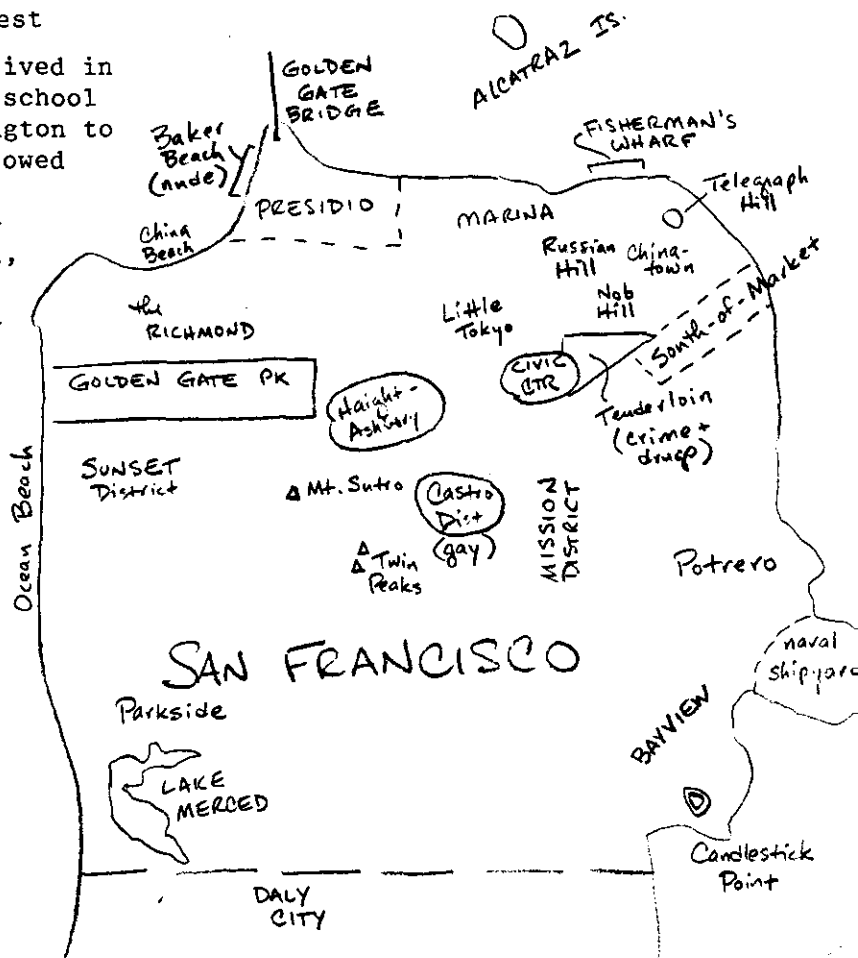 est
ived in
school
gton to
owed
GOLDEN
GATE
BRIDGE
ALCATRAZ IS.
Baker
Beach
(nude)
FISHERMAN'S
WHARF
PRESIDIO
MARINA
Telegraph
Hill
China
Beach
Russian
Hill
China-
town
the
RICHMOND
Little
Tokyo
Nob
Hill
South-of-Market
GOLDEN GATE PK
CIVIC
CTR
Haight-
Ashbury
Tenderloin
(crime +
drugs)
SUNSET
District
Mt. Sutro
Castro
Dist
(gay)
MISSION
DISTRICT
Ocean Beach
Twin
Peaks
Potrero
SAN FRANCISCO
naval
shipyard
Parkside
BAYVIEW
LAKE
MERCED
Candlestick
Point
DALY
CITY